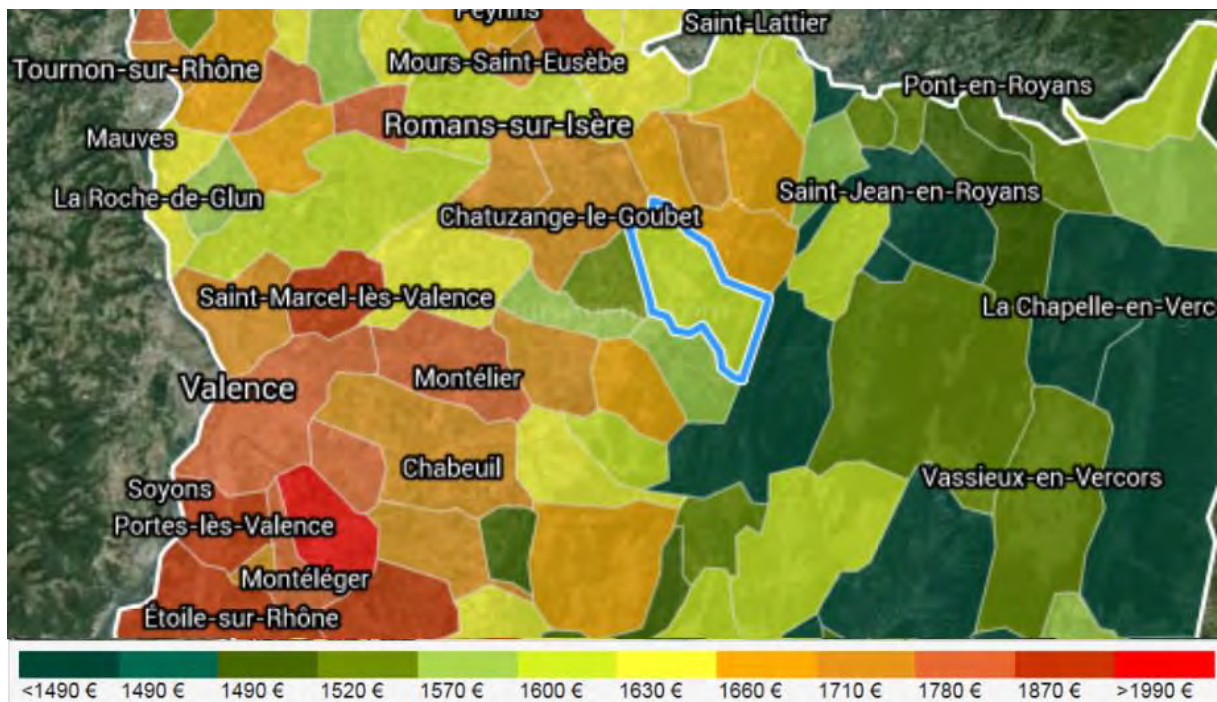 Peyrins
Saint-Lattier
Tournon-sur-Rhône
Mours-Saint-Eusèbe
Pont-en-Royans
Mauves
Romans-sur-Isère
La Roche-de-Glun
Saint-Jean-en-Royans
Chatuzange-le-Goubet
Saint-Marcel-lès-Valence
La Chapelle-en-Verc
Valence
Montélier
Chabeuil
Vassieux-en-Vercors
Soyons
Portes-lès-Valence
Montéléger
Étoile-sur-Rhône
<1490 € 1490 € 1490 € 1520 € 1570 € 1600 € 1630 € 1660 € 1710 € 1780 € 1870 € >1990 €